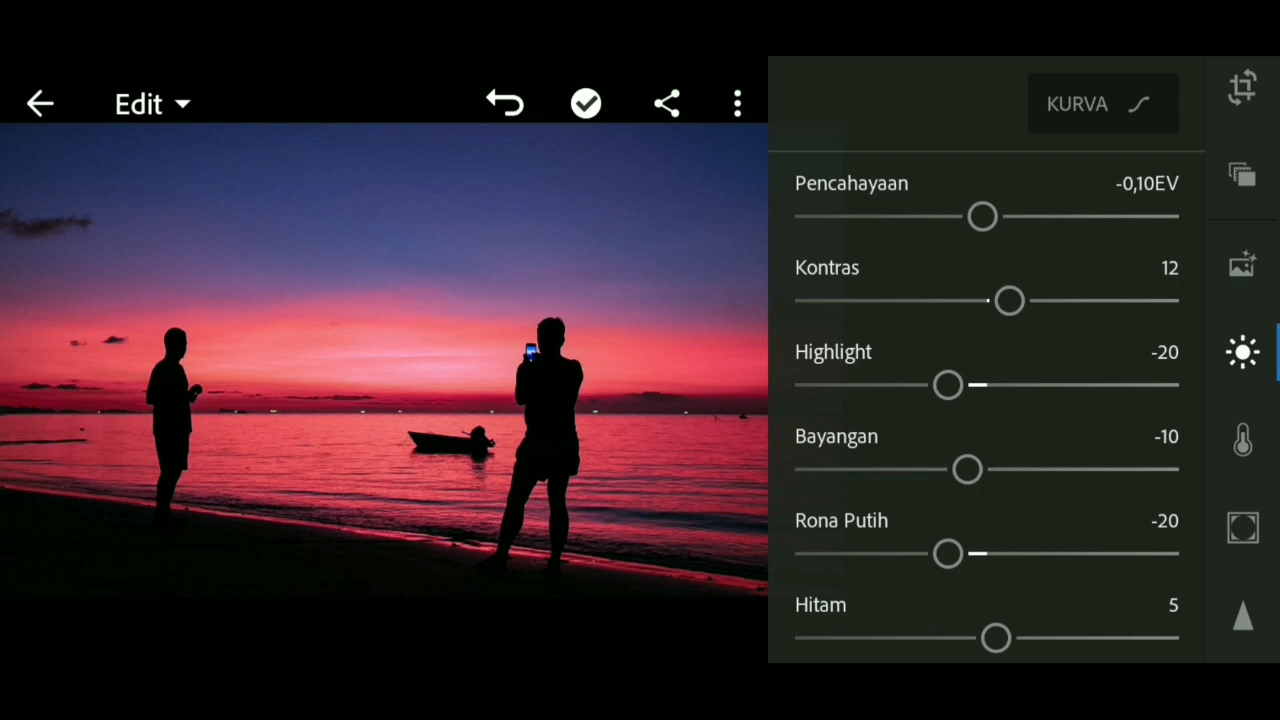 Edit
KURVA
Pencahayaan -0,10EV
Kontras 12
Highlight -20
Bayangan -10
Rona Putih -20
Hitam 5